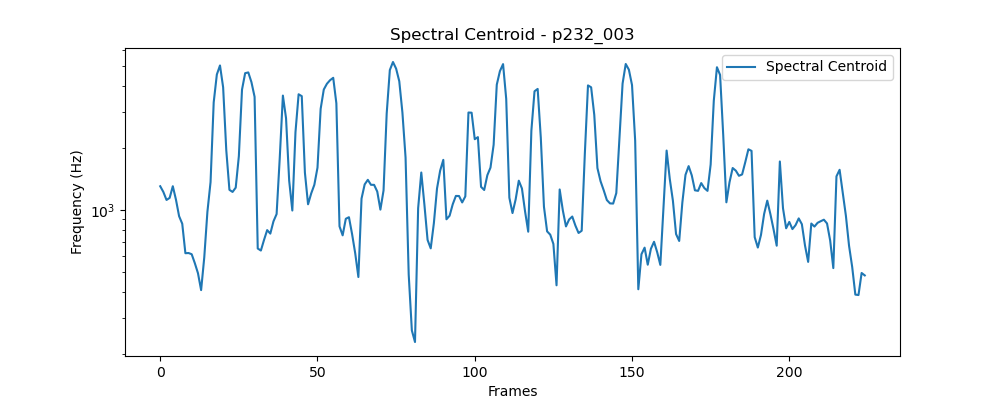 Spectral Centroid - p232_003
Spectral Centroid
Frequency (Hz)
10³
0 50 100 150 200
Frames